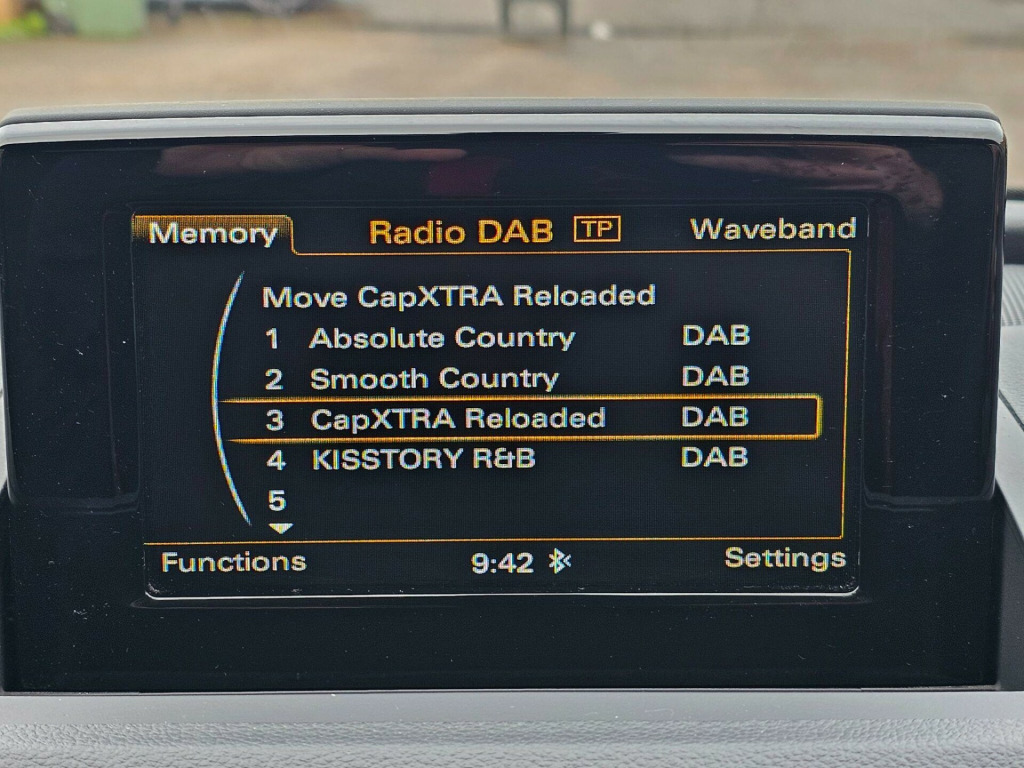 Memory Radio DAB TP Waveband
Move CapXTRA Reloaded
1 Absolute Country DAB
2 Smooth Country DAB
3 CapXTRA Reloaded DAB
4 KISSTORY R&B DAB
5
Functions 9:42 Settings